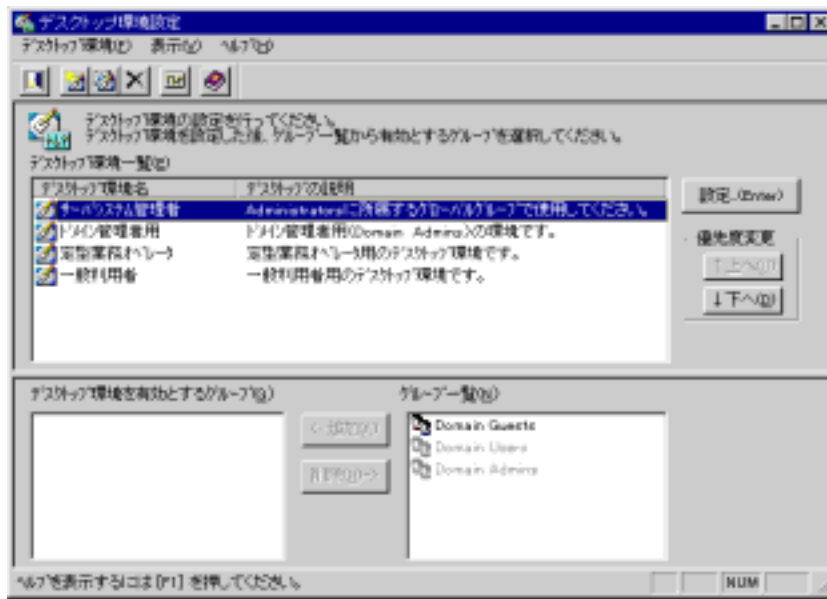 デスクトップ環境設定
デスクトップ環境(E) 表示(V) ヘルプ(H)
デスクトップ環境の設定を行ってください。
デスクトップ環境を設定した後、グループ一覧から有効とするグループを選択してください。
デスクトップ環境一覧(E)
デスクトップ環境名 デスクトップの説明
サーバシステム管理者 Administratorsに所属するグローバルグループで使用してください。
ドメイン管理者用 ドメイン管理者用(Domain Admins)の環境です。
定型業務オペレータ 定型業務オペレータ用のデスクトップ環境です。
一般利用者 一般利用者用のデスクトップ環境です。
設定...(Enter)
優先度変更
↑上へ(U)
↓下へ(D)
デスクトップ環境を有効とするグループ(G) グループ一覧(N)
<-追加(A)
Domain Guests
Domain Users
Domain Admins
ヘルプを表示するには [F1] を押してください。 NUM